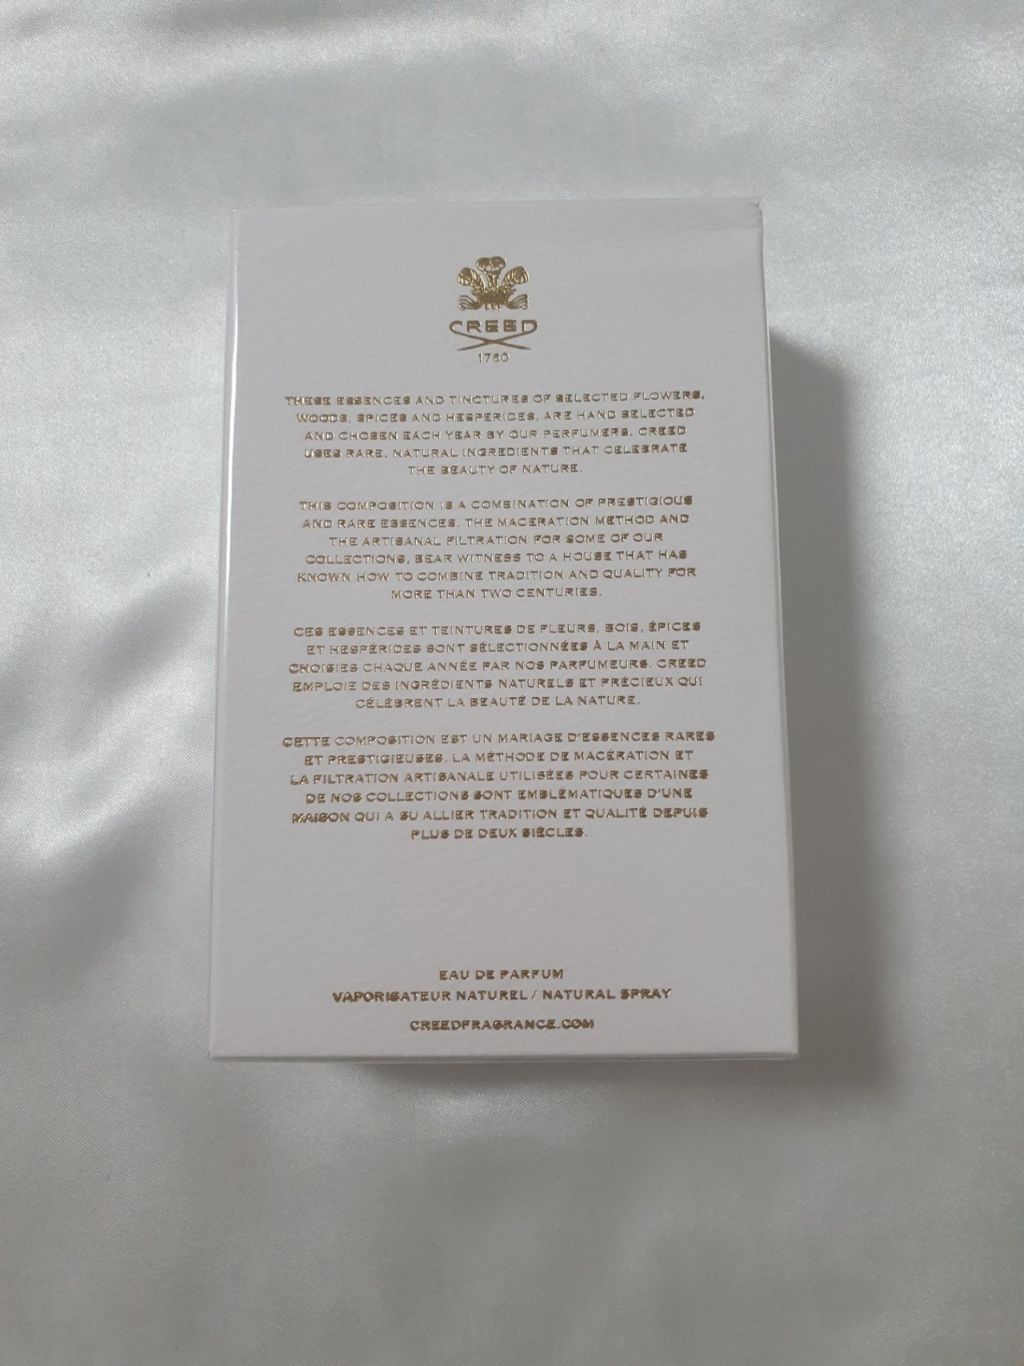 CREED
1760
THESE ESSENCES AND TINCTURES OF SELECTED FLOWERS,
WOODS, SPICES AND HESPERIDES, ARE HAND SELECTED
AND CHOSEN EACH YEAR BY OUR PERFUMERS. CREED
USES RARE, NATURAL INGREDIENTS THAT CELEBRATE
THE BEAUTY OF NATURE.
THIS COMPOSITION IS A COMBINATION OF PRESTIGIOUS
AND RARE ESSENCES. THE MACERATION METHOD AND
THE ARTISANAL FILTRATION FOR SOME OF OUR
COLLECTIONS, BEAR WITNESS TO A HOUSE THAT HAS
KNOWN HOW TO COMBINE TRADITION AND QUALITY FOR
MORE THAN TWO CENTURIES.
CES ESSENCES ET TEINTURES DE FLEURS, BOIS, ÉPICES
ET HESPÉRIDES SONT SÉLECTIONNÉES À LA MAIN ET
CHOISIES CHAQUE ANNÉE PAR NOS PARFUMEURS. CREED
EMPLOIE DES INGRÉDIENTS NATURELS ET PRÉCIEUX QUI
CÉLÈBRENT LA BEAUTÉ DE LA NATURE.
CETTE COMPOSITION EST UN MARIAGE D'ESSENCES RARES
ET PRESTIGIEUSES. LA MÉTHODE DE MACÉRATION ET
LA FILTRATION ARTISANALE UTILISÉES POUR CERTAINES
DE NOS COLLECTIONS SONT EMBLÉMATIQUES D'UNE
MAISON QUI A SU ALLIER TRADITION ET QUALITÉ DEPUIS
PLUS DE DEUX SIÈCLES.
EAU DE PARFUM
VAPORISATEUR NATUREL / NATURAL SPRAY
CREEDFRAGRANCE.COM